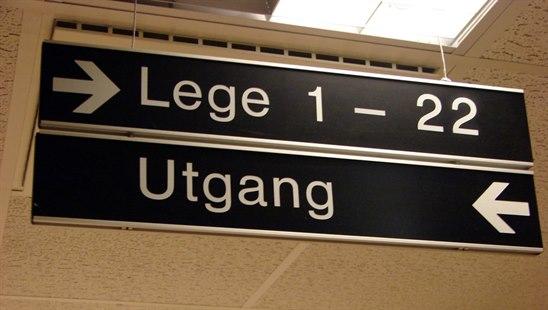 Lege 1 – 22
Utgang